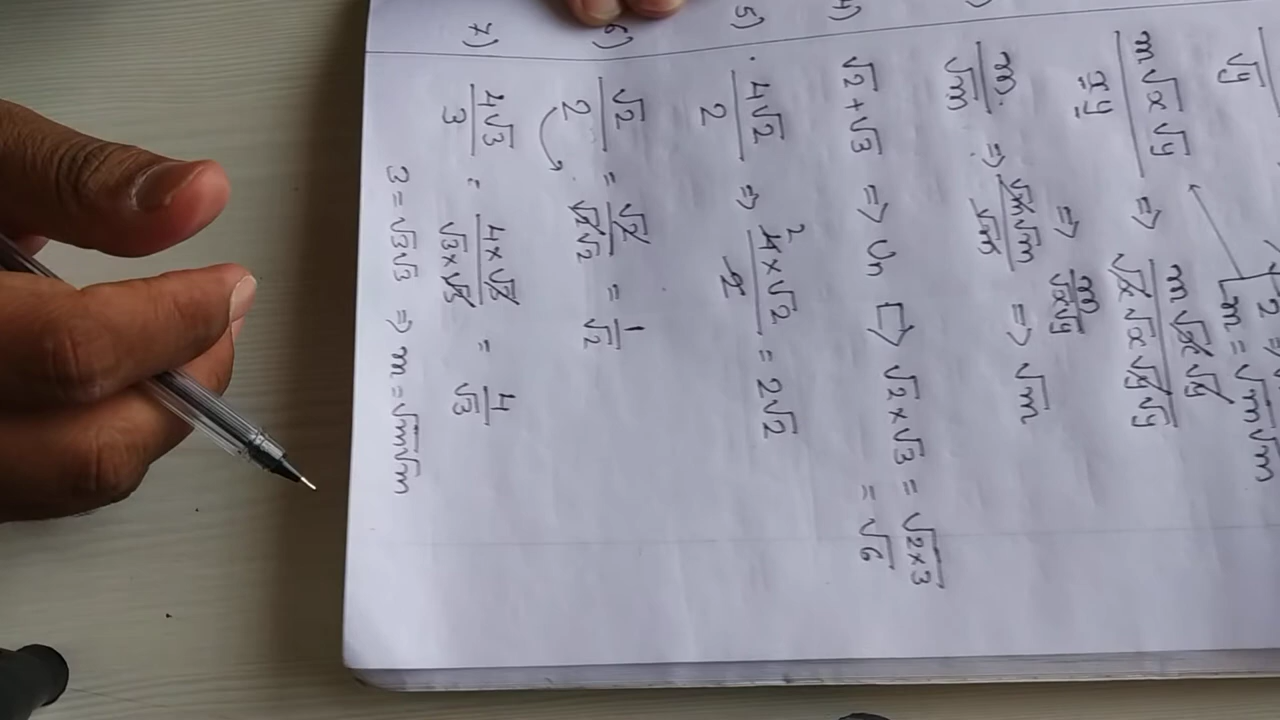 √y
2 ⇒
m = √m√m
m√x√y / xy ⇒ m√x√y / √x√x√y√y
⇒ m / √x√y
m / √m ⇒ √m√m / √m ⇒ √m
4) √2 + √3 ⇒ Un ⇒ √2 × √3 = √2×3
= √6
5) 4√2 / 2 ⇒ 4 × √2 / 2 = 2√2
2
6) √2 / 2 = √2 / √2√2 = 1 / √2
7) 4√3 / 3 = 4 × √3 / √3 × √3 = 4 / √3
3 = √3√3 ⇒ m = √m√m